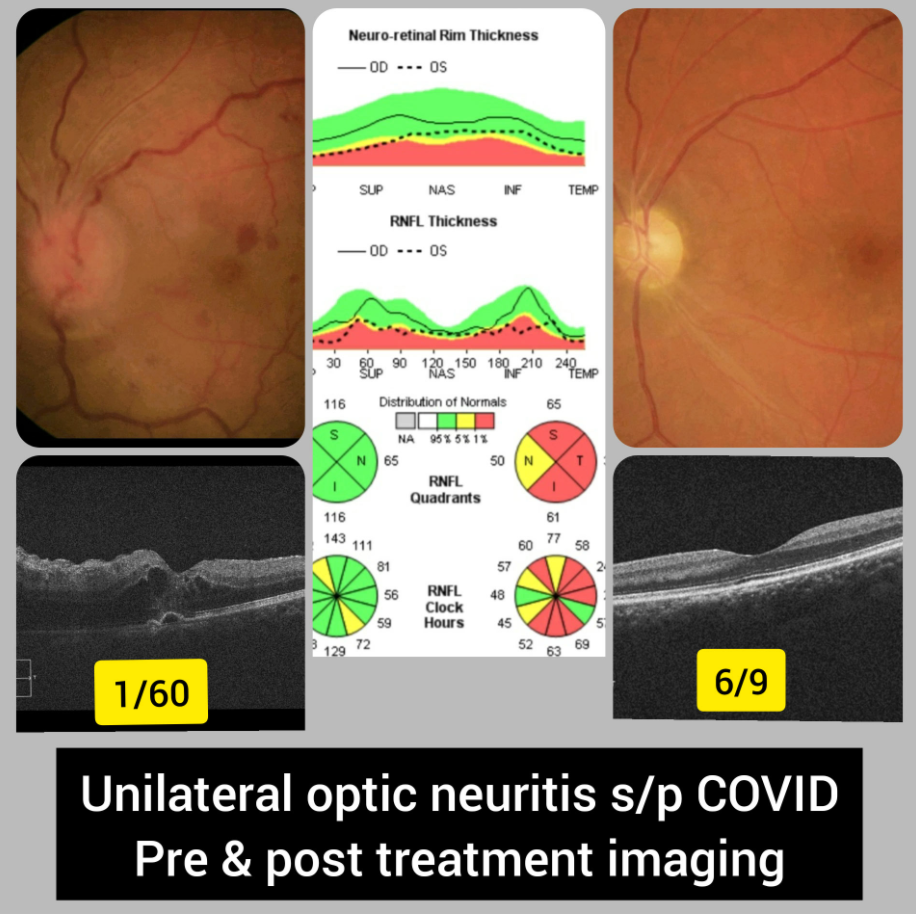 Neuro-retinal Rim Thickness
OD OS
SUP NAS INF TEMP
RNFL Thickness
OD OS
30 60 90 120 150 180 210 240
SUP NAS INF TEMP
Distribution of Normals
NA 95% 5% 1%
116
S
N
I
65
116
RNFL
Quadrants
65
S
N
T
I
50
61
143
111
81
56
59
72
129
RNFL
Clock
Hours
77
60
58
57
48
45
52
63
69
1/60
6/9
Unilateral optic neuritis s/p COVID
Pre & post treatment imaging